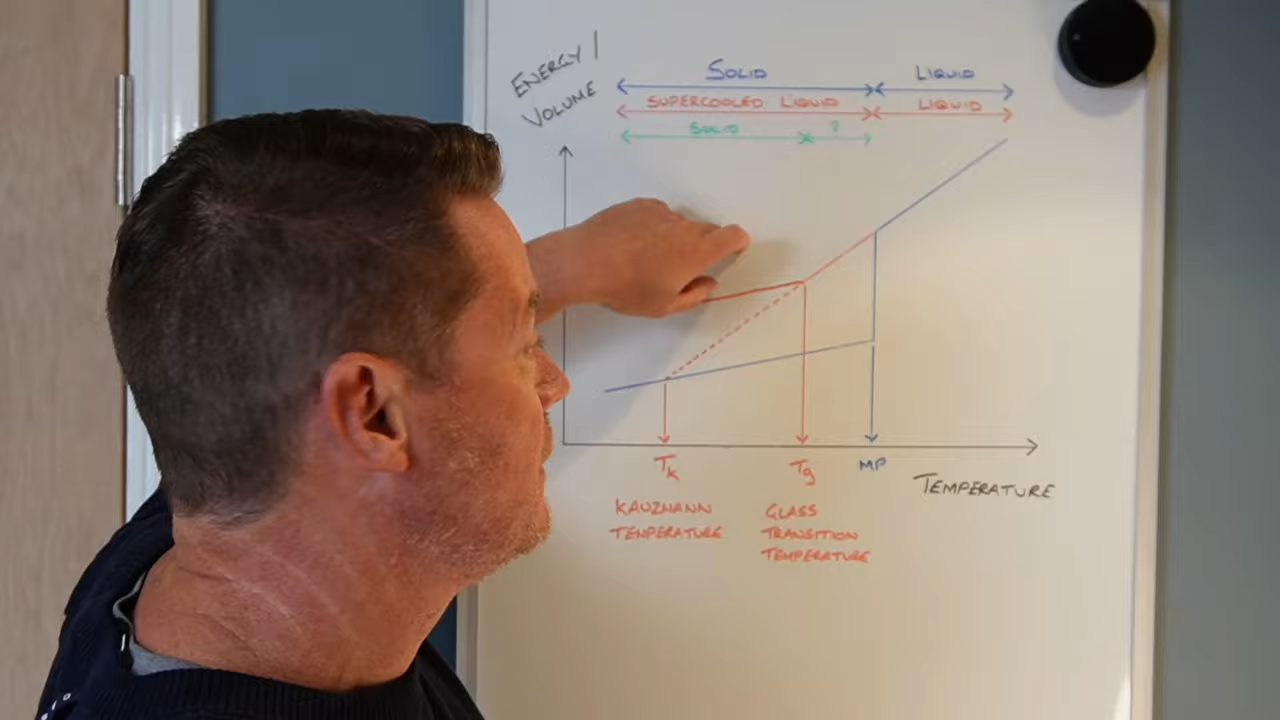 ENERGY/
VOLUME
SOLID
LIQUID
SUPERCOOLED LIQUID
LIQUID
SOLID
?
Tk
Tg
MP
TEMPERATURE
KAUZMANN
TEMPERATURE
GLASS
TRANSITION
TEMPERATURE